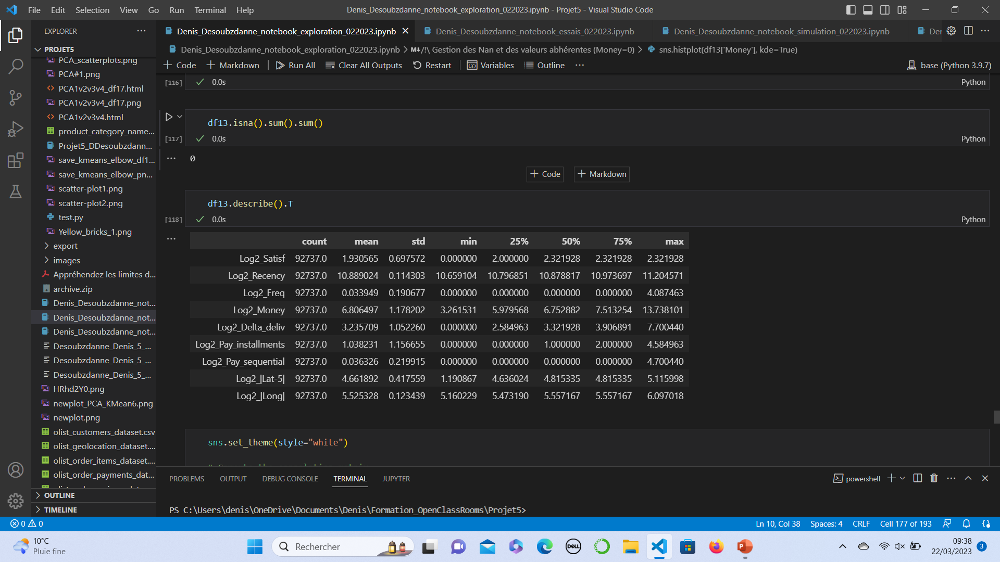 File Edit Selection View Go Run Terminal Help
Denis_Desoubzdanne_notebook_exploration_022023.ipynb - Projet5 - Visual Studio Code
EXPLORER
PROJET5
PCA_scatterplots.png
PCA#1.png
PCA1v2v3v4_df17.html
PCA1v2v3v4_df17.png
PCA1v2v3v4.html
product_category_name...
Projet5_DDesoubzdann...
save_kmeans_elbow_df1...
save_kmeans_elbow_pn...
scatter-plot1.png
scatter-plot2.png
test.py
Yellow_bricks_1.png
export
images
Appréhendez les limites d...
archive.zip
Denis_Desoubzdanne_not...
Denis_Desoubzdanne_not...
Denis_Desoubzdanne_not...
Desoubzdanne_Denis_5_...
Desoubzdanne_Denis_5_...
Desoubzdanne_Denis_5_...
HRhd2Y0.png
newplot_PCA_KMean6.png
newplot.png
olist_customers_dataset.csv
olist_geolocation_dataset....
olist_order_items_dataset....
olist_order_payments_dat...
OUTLINE
TIMELINE
Denis_Desoubzdanne_notebook_exploration_022023.ipynb Denis_Desoubzdanne_notebook_essais_022023.ipynb Denis_Desoubzdanne_notebook_simulation_022023.ipynb Der
Denis_Desoubzdanne_notebook_exploration_022023.ipynb > M↓/!\ Gestion des Nan et des valeurs abhérentes (Money=0) > sns.histplot(df13['Money'], kde=True)
+ Code + Markdown Run All Clear All Outputs Restart Variables Outline ... base (Python 3.9.7)
[116] 0.0s Python
df13.isna().sum().sum()
[117] 0.0s Python
... 0
+ Code + Markdown
df13.describe().T
[118] 0.0s Python
...
count mean std min 25% 50% 75% max
Log2_Satisf 92737.0 1.930565 0.697572 0.000000 2.000000 2.321928 2.321928 2.321928
Log2_Recency 92737.0 10.889024 0.114303 10.659104 10.796851 10.878817 10.973697 11.204571
Log2_Freq 92737.0 0.033949 0.190677 0.000000 0.000000 0.000000 0.000000 4.087463
Log2_Money 92737.0 6.806497 1.178202 3.261531 5.979568 6.752882 7.513254 13.738101
Log2_Delta_deliv 92737.0 3.235709 1.052260 0.000000 2.584963 3.321928 3.906891 7.700440
Log2_Pay_installments 92737.0 1.038231 1.156655 0.000000 0.000000 1.000000 2.000000 4.584963
Log2_Pay_sequential 92737.0 0.036326 0.219915 0.000000 0.000000 0.000000 0.000000 4.700440
Log2_|Lat-5| 92737.0 4.661892 0.417559 1.190867 4.636024 4.815335 4.815335 5.115998
Log2_|Long| 92737.0 5.525328 0.123439 5.160229 5.473190 5.557167 5.557167 6.097018
sns.set_theme(style="white")
# Compute the correlation matrix
PROBLEMS OUTPUT DEBUG CONSOLE TERMINAL JUPYTER
powershell
PS C:\Users\denis\OneDrive\Documents\Denis\Formation_OpenClassRooms\Projet5>
0 0
Ln 10, Col 38 Spaces: 4 CRLF Cell 177 of 193
10°C
Pluie fine
Rechercher
DELL
09:38
22/03/2023
3